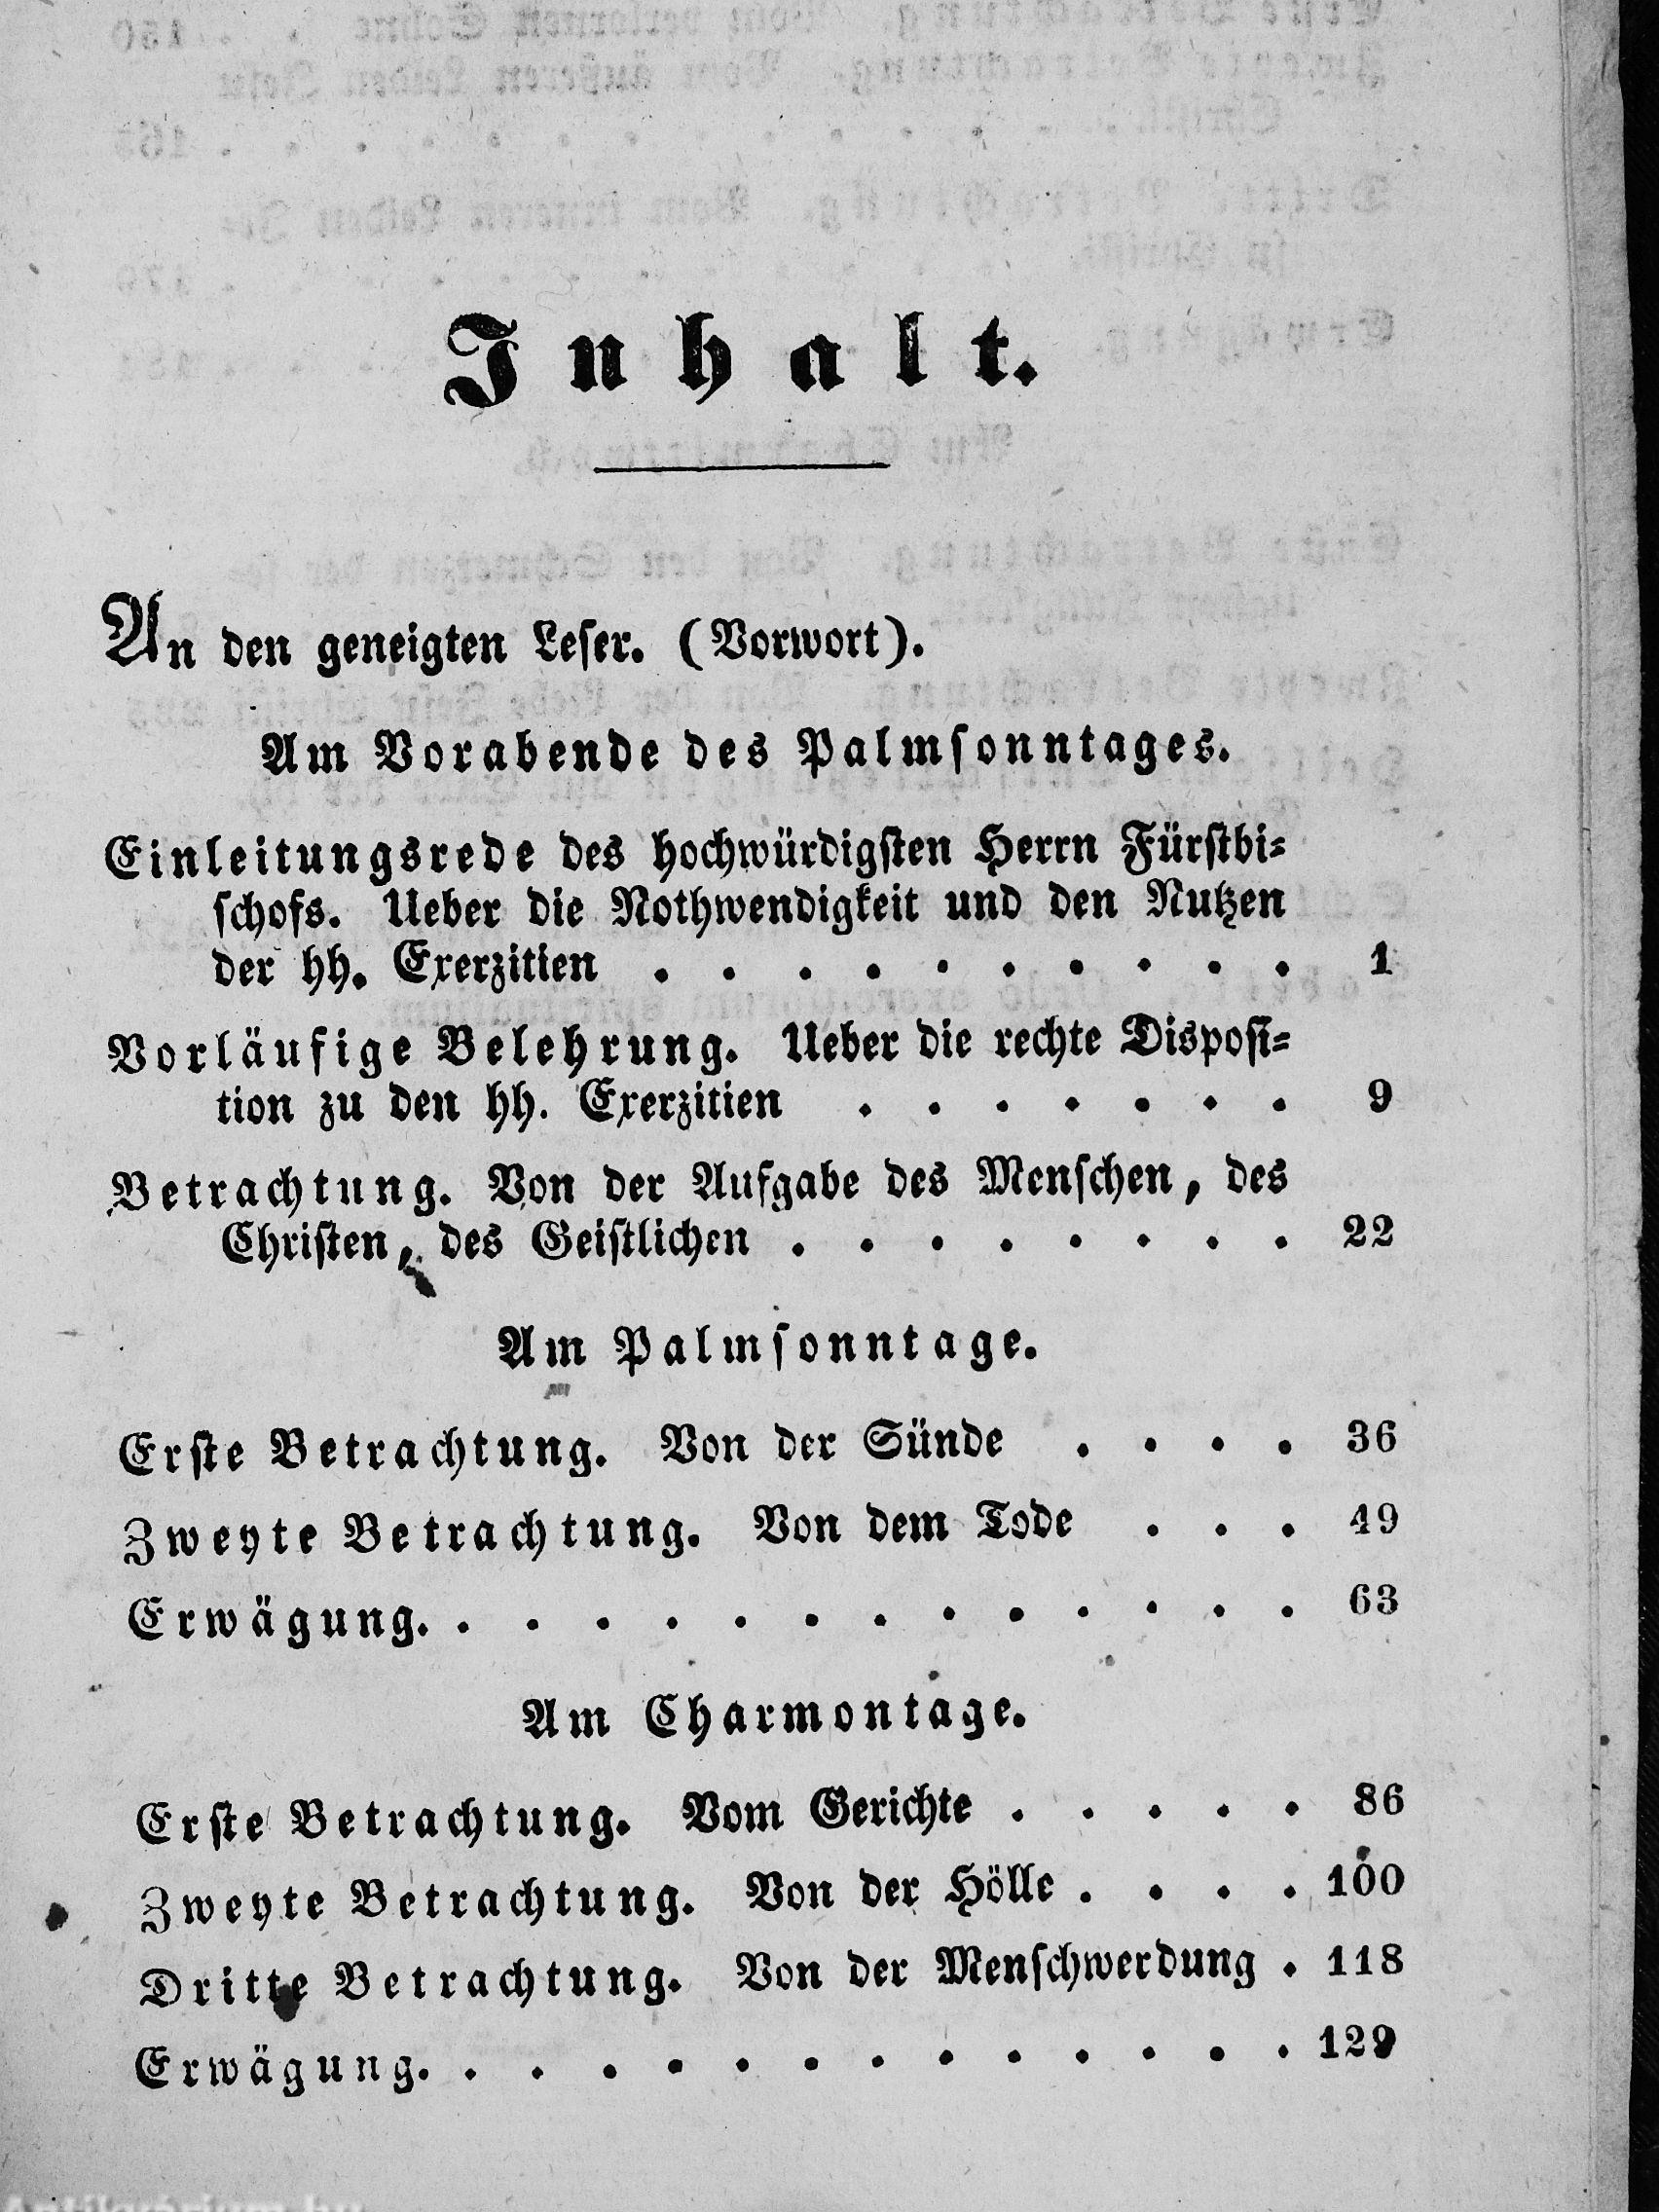 Inhalt.
An den geneigten Leser. (Vorwort).
Am Vorabende des Palmsonntages.
Einleitungsrede des hochwürdigsten Herrn Fürstbi-
schofs. Ueber die Nothwendigkeit und den Nutzen
der hh. Exerzitien . . . . . . . . . . 1
Vorläufige Belehrung. Ueber die rechte Disposi-
tion zu den hh. Exerzitien . . . . . . . 9
Betrachtung. Von der Aufgabe des Menschen, des
Christen, des Geistlichen . . . . . . . . 22
Am Palmsonntage.
Erste Betrachtung. Von der Sünde . . . . 36
Zweyte Betrachtung. Von dem Tode . . . 49
Erwägung. . . . . . . . . . . . . . 63
Am Charmontage.
Erste Betrachtung. Vom Gerichte . . . . . 86
Zweyte Betrachtung. Von der Hölle . . . . 100
Dritte Betrachtung. Von der Menschwerdung . 118
Erwägung. . . . . . . . . . . . . . 129